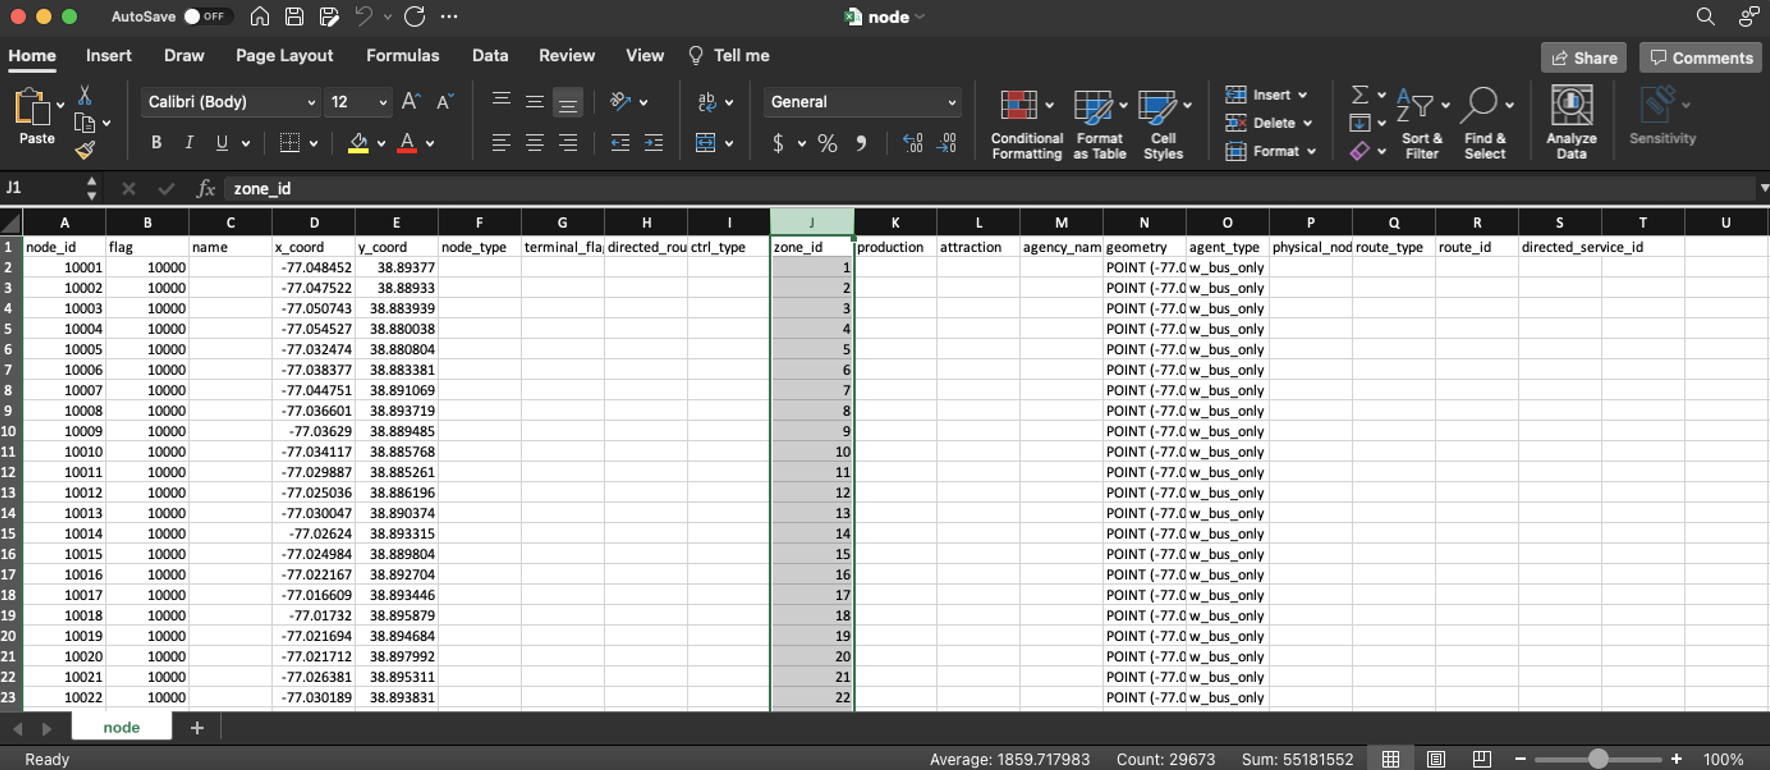 AutoSave OFF node
Home Insert Draw Page Layout Formulas Data Review View Tell me Share Comments
Paste Calibri (Body) 12 General Conditional Formatting Format as Table Cell Styles Insert Delete Format Sort & Filter Find & Select Analyze Data Sensitivity
J1 fx zone_id
A B C D E F G H I J K L M N O P Q R S T U
1 node_id flag name x_coord y_coord node_type terminal_fla directed_rou ctrl_type zone_id production attraction agency_nam geometry agent_type physical_nod route_type route_id directed_service_id
2 10001 10000 -77.048452 38.89377 1 POINT (-77.0 w_bus_only
3 10002 10000 -77.047522 38.88933 2 POINT (-77.0 w_bus_only
4 10003 10000 -77.050743 38.883939 3 POINT (-77.0 w_bus_only
5 10004 10000 -77.054527 38.880038 4 POINT (-77.0 w_bus_only
6 10005 10000 -77.032474 38.880804 5 POINT (-77.0 w_bus_only
7 10006 10000 -77.038377 38.883381 6 POINT (-77.0 w_bus_only
8 10007 10000 -77.044751 38.891069 7 POINT (-77.0 w_bus_only
9 10008 10000 -77.036601 38.893719 8 POINT (-77.0 w_bus_only
10 10009 10000 -77.03629 38.889485 9 POINT (-77.0 w_bus_only
11 10010 10000 -77.034117 38.885768 10 POINT (-77.0 w_bus_only
12 10011 10000 -77.029887 38.885261 11 POINT (-77.0 w_bus_only
13 10012 10000 -77.025036 38.886196 12 POINT (-77.0 w_bus_only
14 10013 10000 -77.030047 38.890374 13 POINT (-77.0 w_bus_only
15 10014 10000 -77.02624 38.893315 14 POINT (-77.0 w_bus_only
16 10015 10000 -77.024984 38.889804 15 POINT (-77.0 w_bus_only
17 10016 10000 -77.022167 38.892704 16 POINT (-77.0 w_bus_only
18 10017 10000 -77.016609 38.893446 17 POINT (-77.0 w_bus_only
19 10018 10000 -77.01732 38.895879 18 POINT (-77.0 w_bus_only
20 10019 10000 -77.021694 38.894684 19 POINT (-77.0 w_bus_only
21 10020 10000 -77.021712 38.897992 20 POINT (-77.0 w_bus_only
22 10021 10000 -77.026381 38.895311 21 POINT (-77.0 w_bus_only
23 10022 10000 -77.030189 38.893831 22 POINT (-77.0 w_bus_only
node +
Ready Average: 1859.717983 Count: 29673 Sum: 55181552 100%